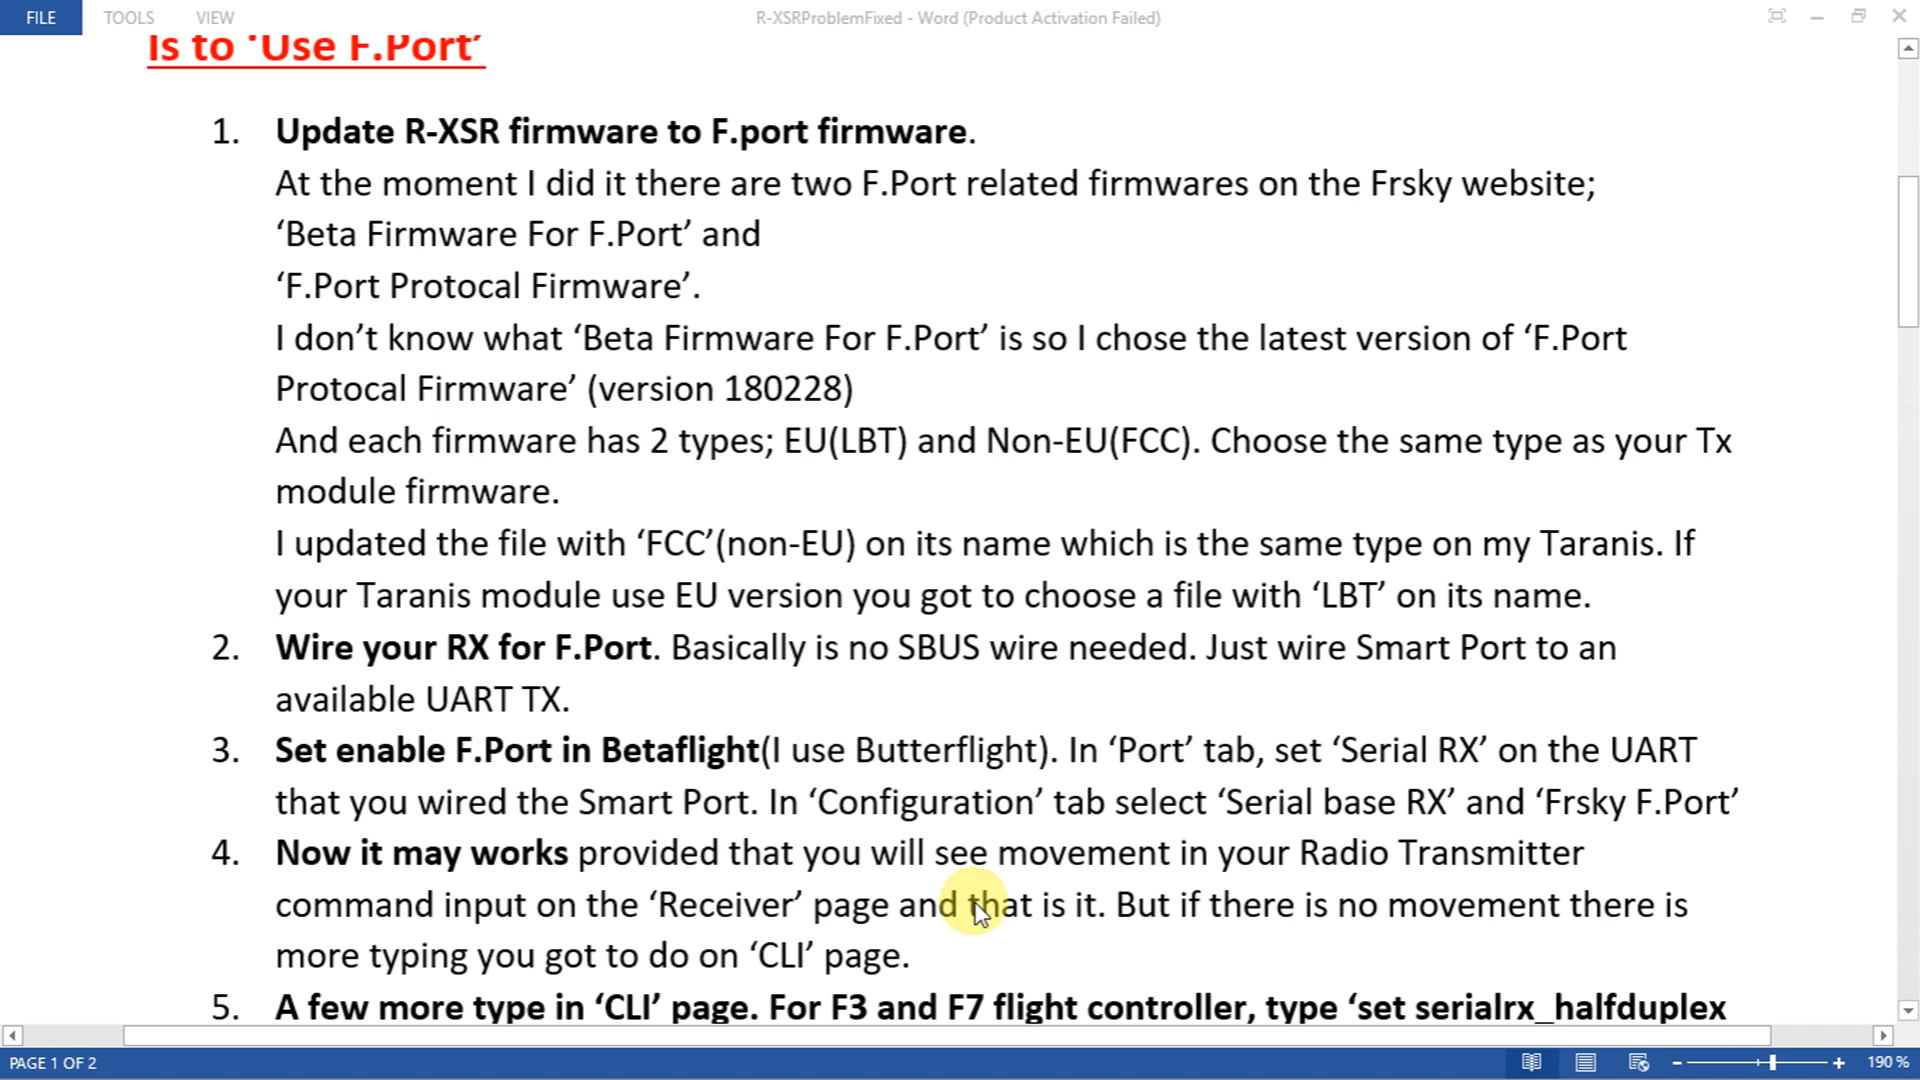 FILE TOOLS VIEW R-XSRProblemFixed - Word (Product Activation Failed)
Is to ‘Use F.Port’
1. Update R-XSR firmware to F.port firmware.
At the moment I did it there are two F.Port related firmwares on the Frsky website;
‘Beta Firmware For F.Port’ and
‘F.Port Protocal Firmware’.
I don’t know what ‘Beta Firmware For F.Port’ is so I chose the latest version of ‘F.Port
Protocal Firmware’ (version 180228)
And each firmware has 2 types; EU(LBT) and Non-EU(FCC). Choose the same type as your Tx
module firmware.
I updated the file with ‘FCC’(non-EU) on its name which is the same type on my Taranis. If
your Taranis module use EU version you got to choose a file with ‘LBT’ on its name.
2. Wire your RX for F.Port. Basically is no SBUS wire needed. Just wire Smart Port to an
available UART TX.
3. Set enable F.Port in Betaflight(I use Butterflight). In ‘Port’ tab, set ‘Serial RX’ on the UART
that you wired the Smart Port. In ‘Configuration’ tab select ‘Serial base RX’ and ‘Frsky F.Port’
4. Now it may works provided that you will see movement in your Radio Transmitter
command input on the ‘Receiver’ page and that is it. But if there is no movement there is
more typing you got to do on ‘CLI’ page.
5. A few more type in ‘CLI’ page. For F3 and F7 flight controller, type ‘set serialrx_halfduplex
PAGE 1 OF 2 190 %